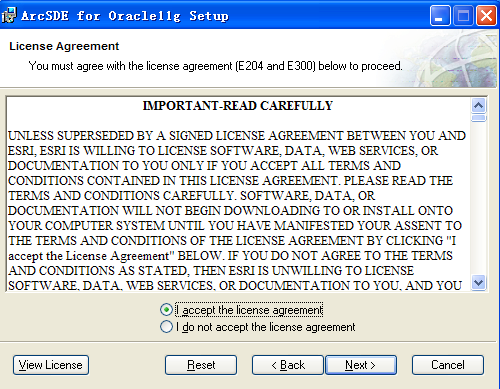 ArcSDE for Oracle11g Setup
License Agreement
You must agree with the license agreement (E204 and E300) below to proceed.
IMPORTANT-READ CAREFULLY
UNLESS SUPERSEDED BY A SIGNED LICENSE AGREEMENT BETWEEN YOU AND
ESRI, ESRI IS WILLING TO LICENSE SOFTWARE, DATA, WEB SERVICES, OR
DOCUMENTATION TO YOU ONLY IF YOU ACCEPT ALL TERMS AND
CONDITIONS CONTAINED IN THIS LICENSE AGREEMENT. PLEASE READ THE
TERMS AND CONDITIONS CAREFULLY. SOFTWARE, DATA, OR
DOCUMENTATION WILL NOT BEGIN DOWNLOADING TO OR INSTALL ONTO
YOUR COMPUTER SYSTEM UNTIL YOU HAVE MANIFESTED YOUR ASSENT TO
THE TERMS AND CONDITIONS OF THE LICENSE AGREEMENT BY CLICKING "I
accept the License Agreement" BELOW. IF YOU DO NOT AGREE TO THE TERMS
AND CONDITIONS AS STATED, THEN ESRI IS UNWILLING TO LICENSE
SOFTWARE, DATA, WEB SERVICES, OR DOCUMENTATION TO YOU, AND YOU
I accept the license agreement
I do not accept the license agreement
View License
Reset
< Back
Next >
Cancel